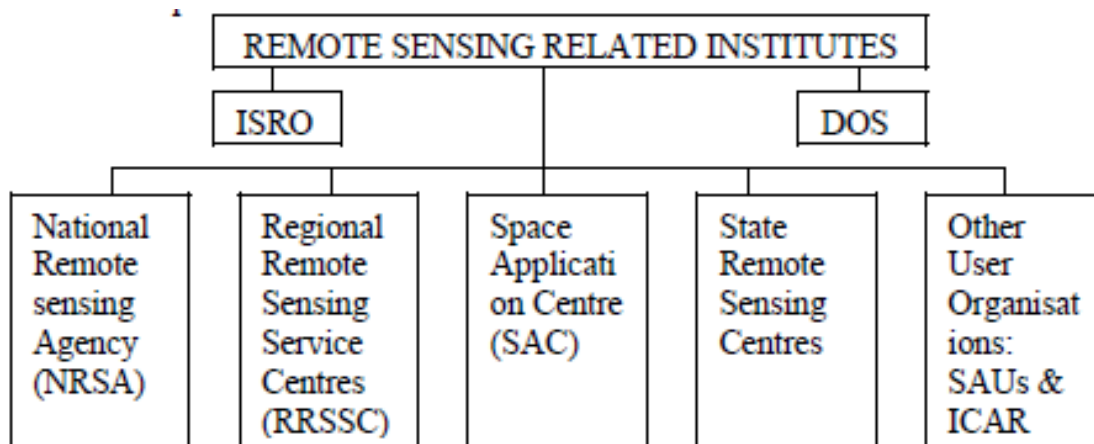 REMOTE SENSING RELATED INSTITUTES
ISRO
DOS
National
Remote
sensing
Agency
(NRSA)
Regional
Remote
Sensing
Service
Centres
(RRSSC)
Space
Applicati
on Centre
(SAC)
State
Remote
Sensing
Centres
Other
User
Organisat
ions:
SAUs &
ICAR